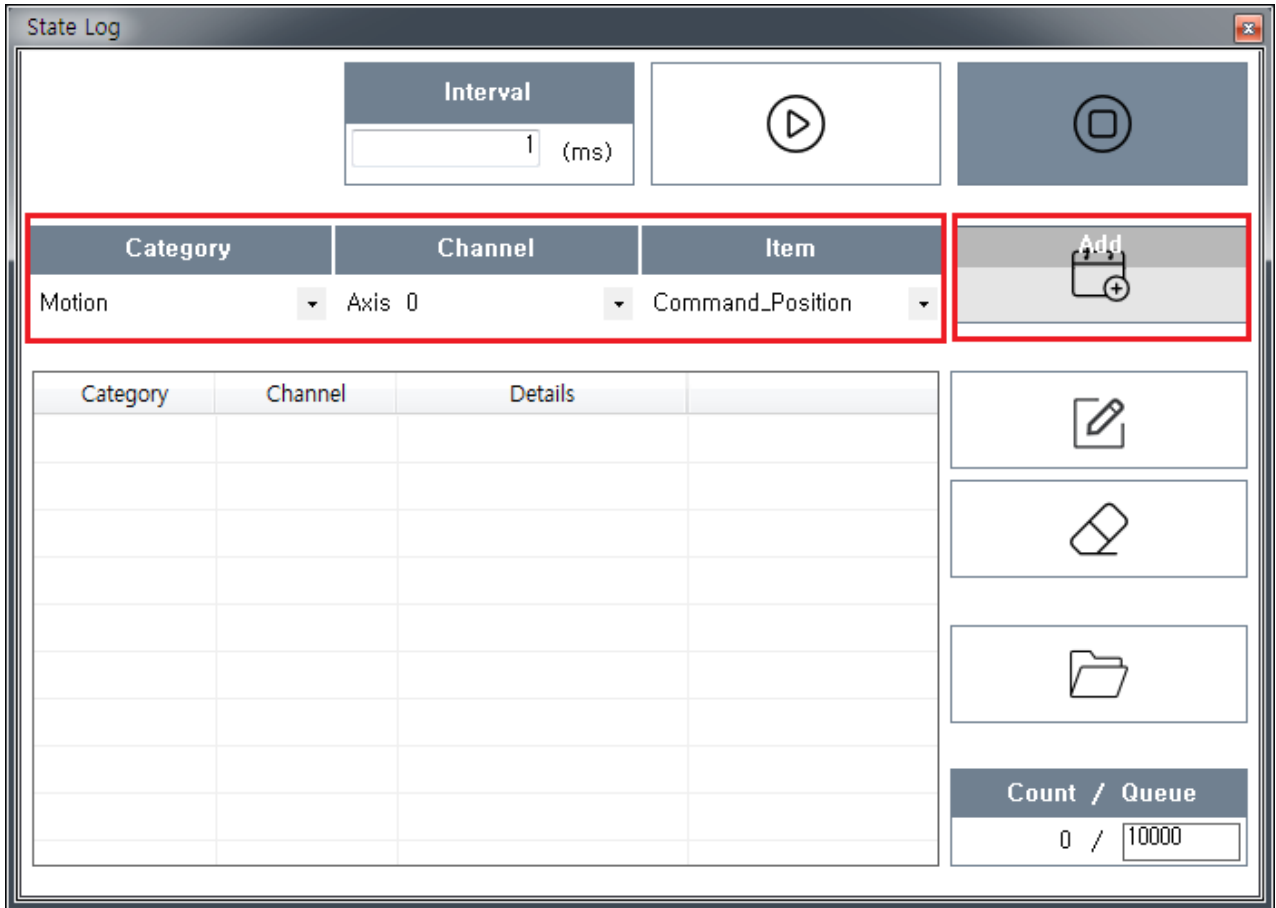 State Log
Interval
1 (ms)
Category Channel Item Add
Motion Axis 0 Command_Position
Category Channel Details
Count / Queue
0 / 10000